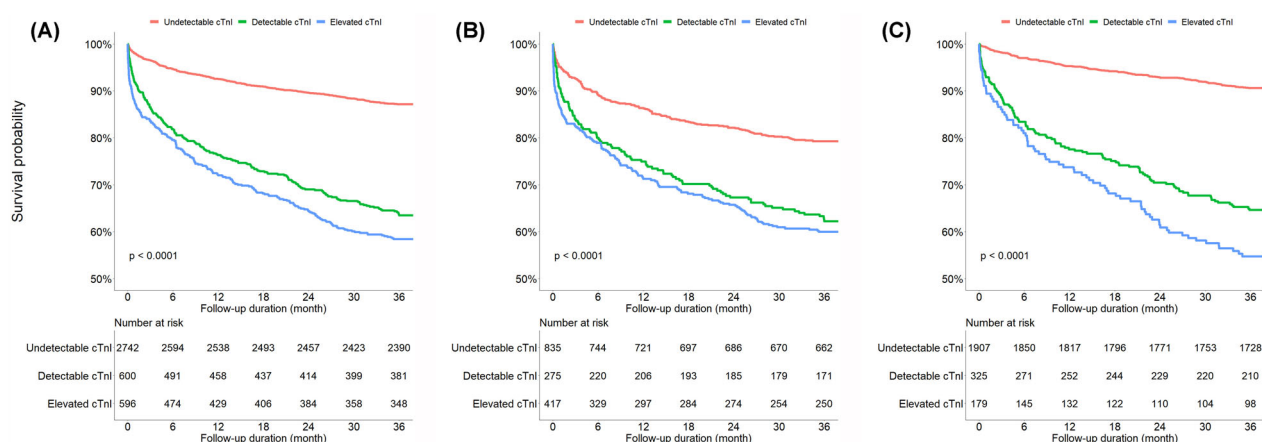 (A)
Undetectable cTnI Detectable cTnI Elevated cTnI
Survival probability
100%
90%
80%
70%
60%
50%
p < 0.0001
0 6 12 18 24 30 36
Follow-up duration (month)
Number at risk
Undetectable cTnI 2742 2594 2538 2493 2457 2423 2390
Detectable cTnI 600 491 458 437 414 399 381
Elevated cTnI 596 474 429 406 384 358 348
0 6 12 18 24 30 36
Follow-up duration (month)
(B)
Undetectable cTnI Detectable cTnI Elevated cTnI
100%
90%
80%
70%
60%
50%
p < 0.0001
0 6 12 18 24 30 36
Follow-up duration (month)
Number at risk
Undetectable cTnI 835 744 721 697 686 670 662
Detectable cTnI 275 220 206 193 185 179 171
Elevated cTnI 417 329 297 284 274 254 250
0 6 12 18 24 30 36
Follow-up duration (month)
(C)
Undetectable cTnI Detectable cTnI Elevated cTnI
100%
90%
80%
70%
60%
50%
p < 0.0001
0 6 12 18 24 30 36
Follow-up duration (month)
Number at risk
Undetectable cTnI 1907 1850 1817 1796 1771 1753 1728
Detectable cTnI 325 271 252 244 229 220 210
Elevated cTnI 179 145 132 122 110 104 98
0 6 12 18 24 30 36
Follow-up duration (month)